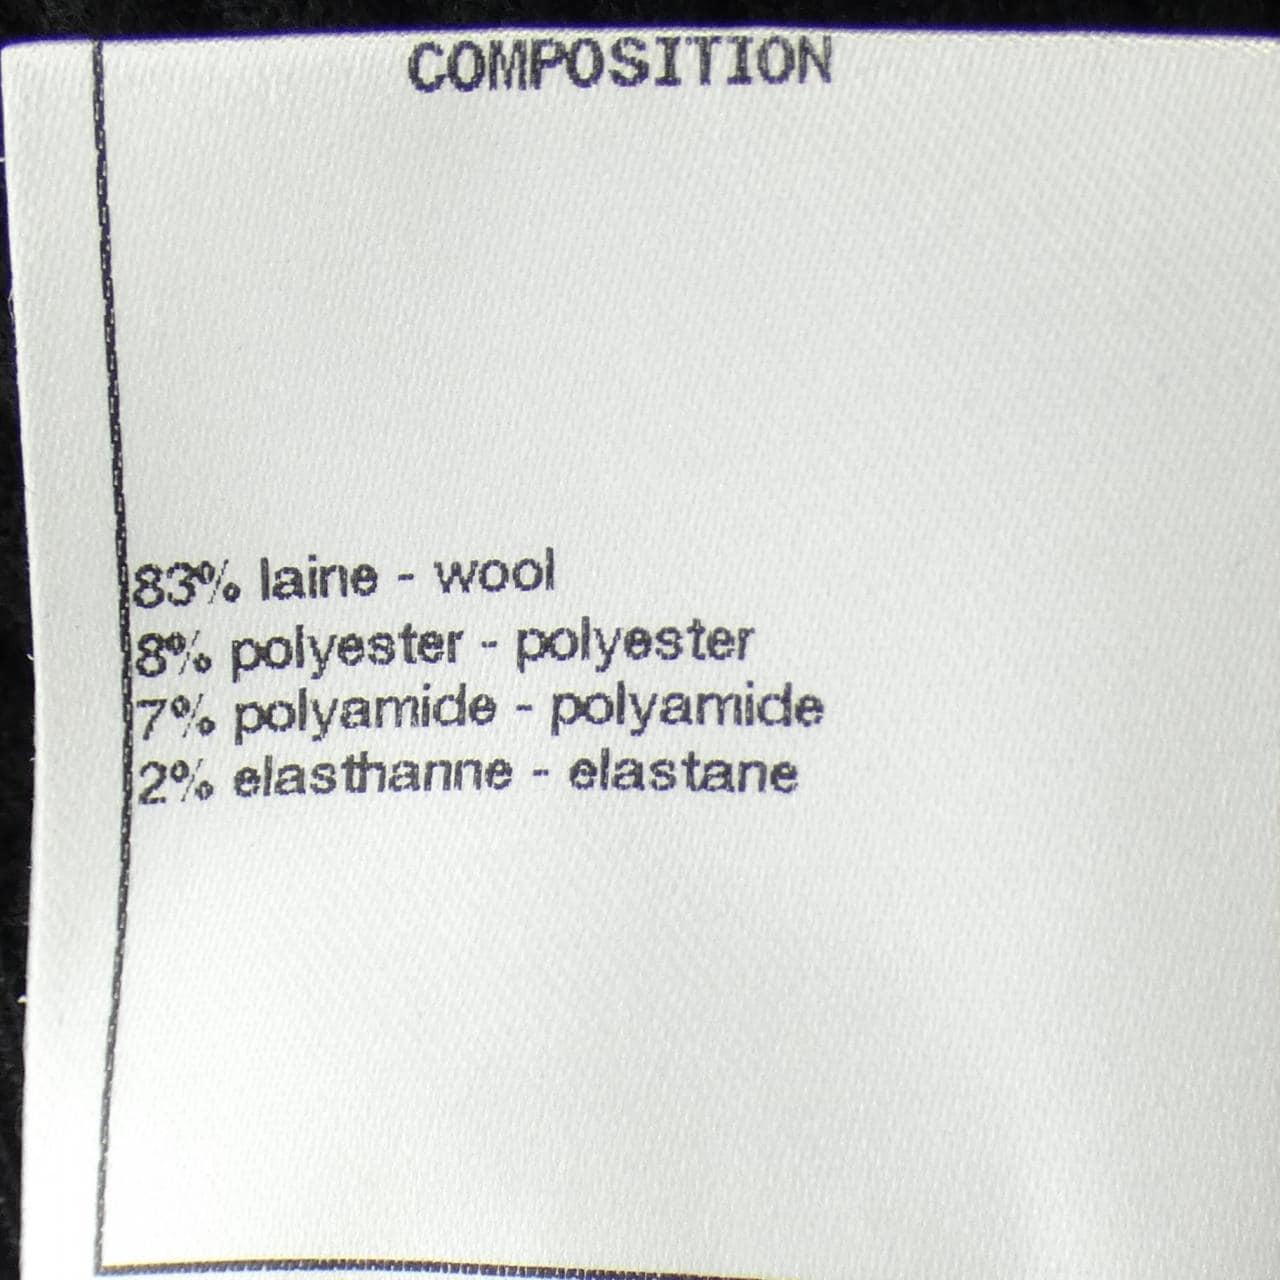 COMPOSITION
83% laine - wool
8% polyester - polyester
7% polyamide - polyamide
2% elasthanne - elastane